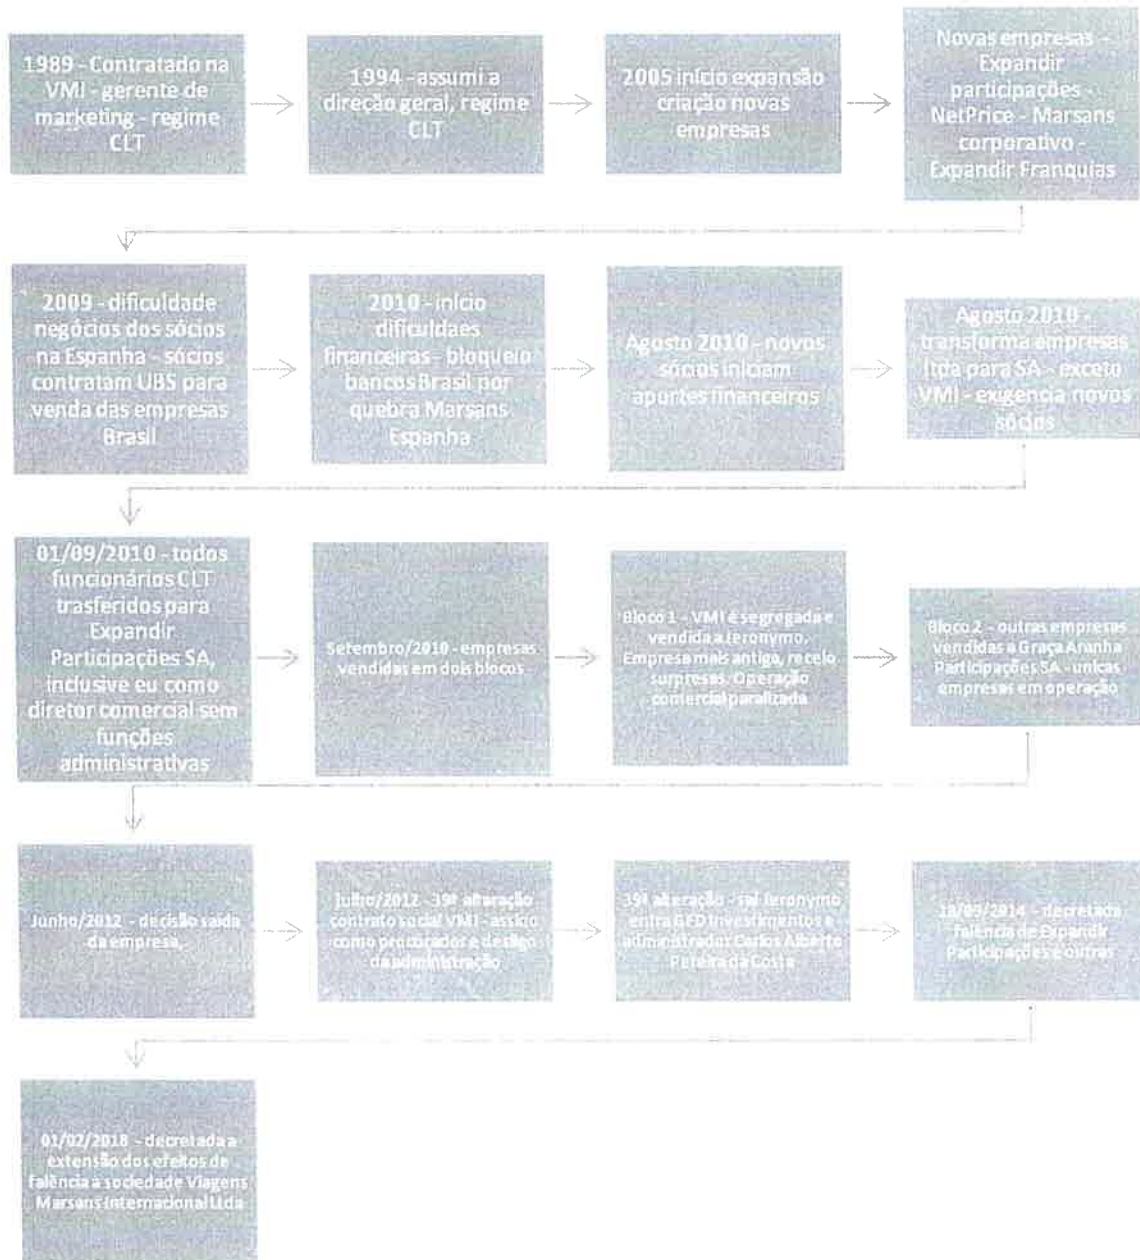 1989 - Contratado na
VMI - gerente de
marketing - regime
CLT
1994 - assumi a
direção geral, regime
CLT
2005 início expansão
criação novas
empresas
Novas empresas -
Expandir
participações -
NetPrice - Marsans
corporativo -
Expandir Franquias
2009 - dificuldade
negócios dos sócios
na Espanha - sócios
contratam UBS para
venda das empresas
Brasil
2010 - início
dificuldaes
financeiras - bloqueio
bancos Brasil por
quebra Marsans
Espanha
Agosto 2010 - novos
sócios iniciam
apuntes financeiros
Agosto 2010 -
transforma empresas
ltda para SA - exceto
VMI - exigencia novos
sócios
01/09/2010 - todos
funcionários CLT
trasferidos para
Expandir
Participações SA,
inclusive eu como
diretor comercial sem
funções
administrativas
Setembro/2010 - empresas
vendidas em dois blocos
Bloco 1 - VMI é segregada e
vendida a Jeronymo.
Empresa mais antigo, receio
surpresas. Operação
comercial paralizada
Bloco 2 - outras empresas
vendidas a Graça Aranha
Participações SA - unicas
empresas em operação
Junho/2012 - decisão saida
da empresa,
Julho/2012 - 39ª alteração
contrato social VMI - assino
como procurador e desligo
da administração
39ª alteração - sai Jeronymo
entra GFD Investimentos e
administrador Carlos Alberto
Pereira da Costa
18/09/2014 - decretada
falência de Expandir
Participações e outras
01/02/2018 - decretada a
extensão dos efeitos de
falência a sociedade Viagens
Marsans Internacional Ltda